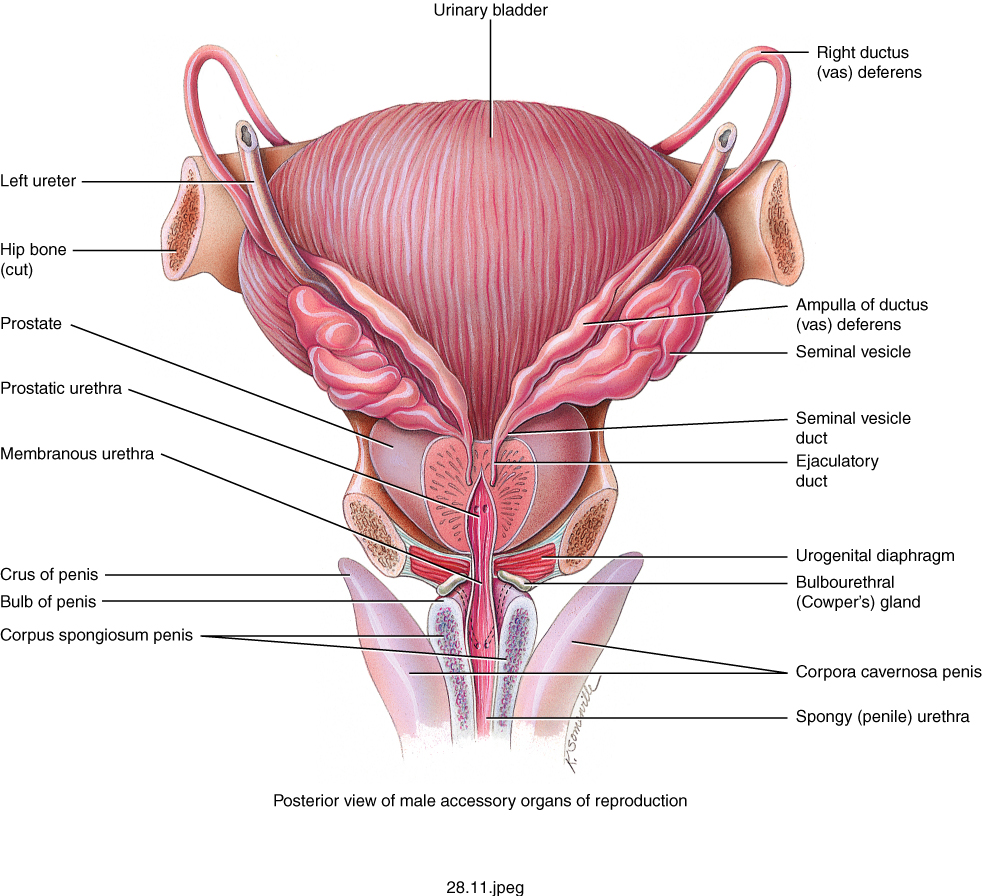 Urinary bladder
Right ductus
(vas) deferens
Left ureter
Hip bone
(cut)
Ampulla of ductus
(vas) deferens
Prostate
Seminal vesicle
Prostatic urethra
Seminal vesicle
duct
Membranous urethra
Ejaculatory
duct
Urogenital diaphragm
Crus of penis
Bulbourethral
(Cowper's) gland
Bulb of penis
Corpus spongiosum penis
Corpora cavernosa penis
Spongy (penile) urethra
K. Somerville
Posterior view of male accessory organs of reproduction
28.11.jpeg